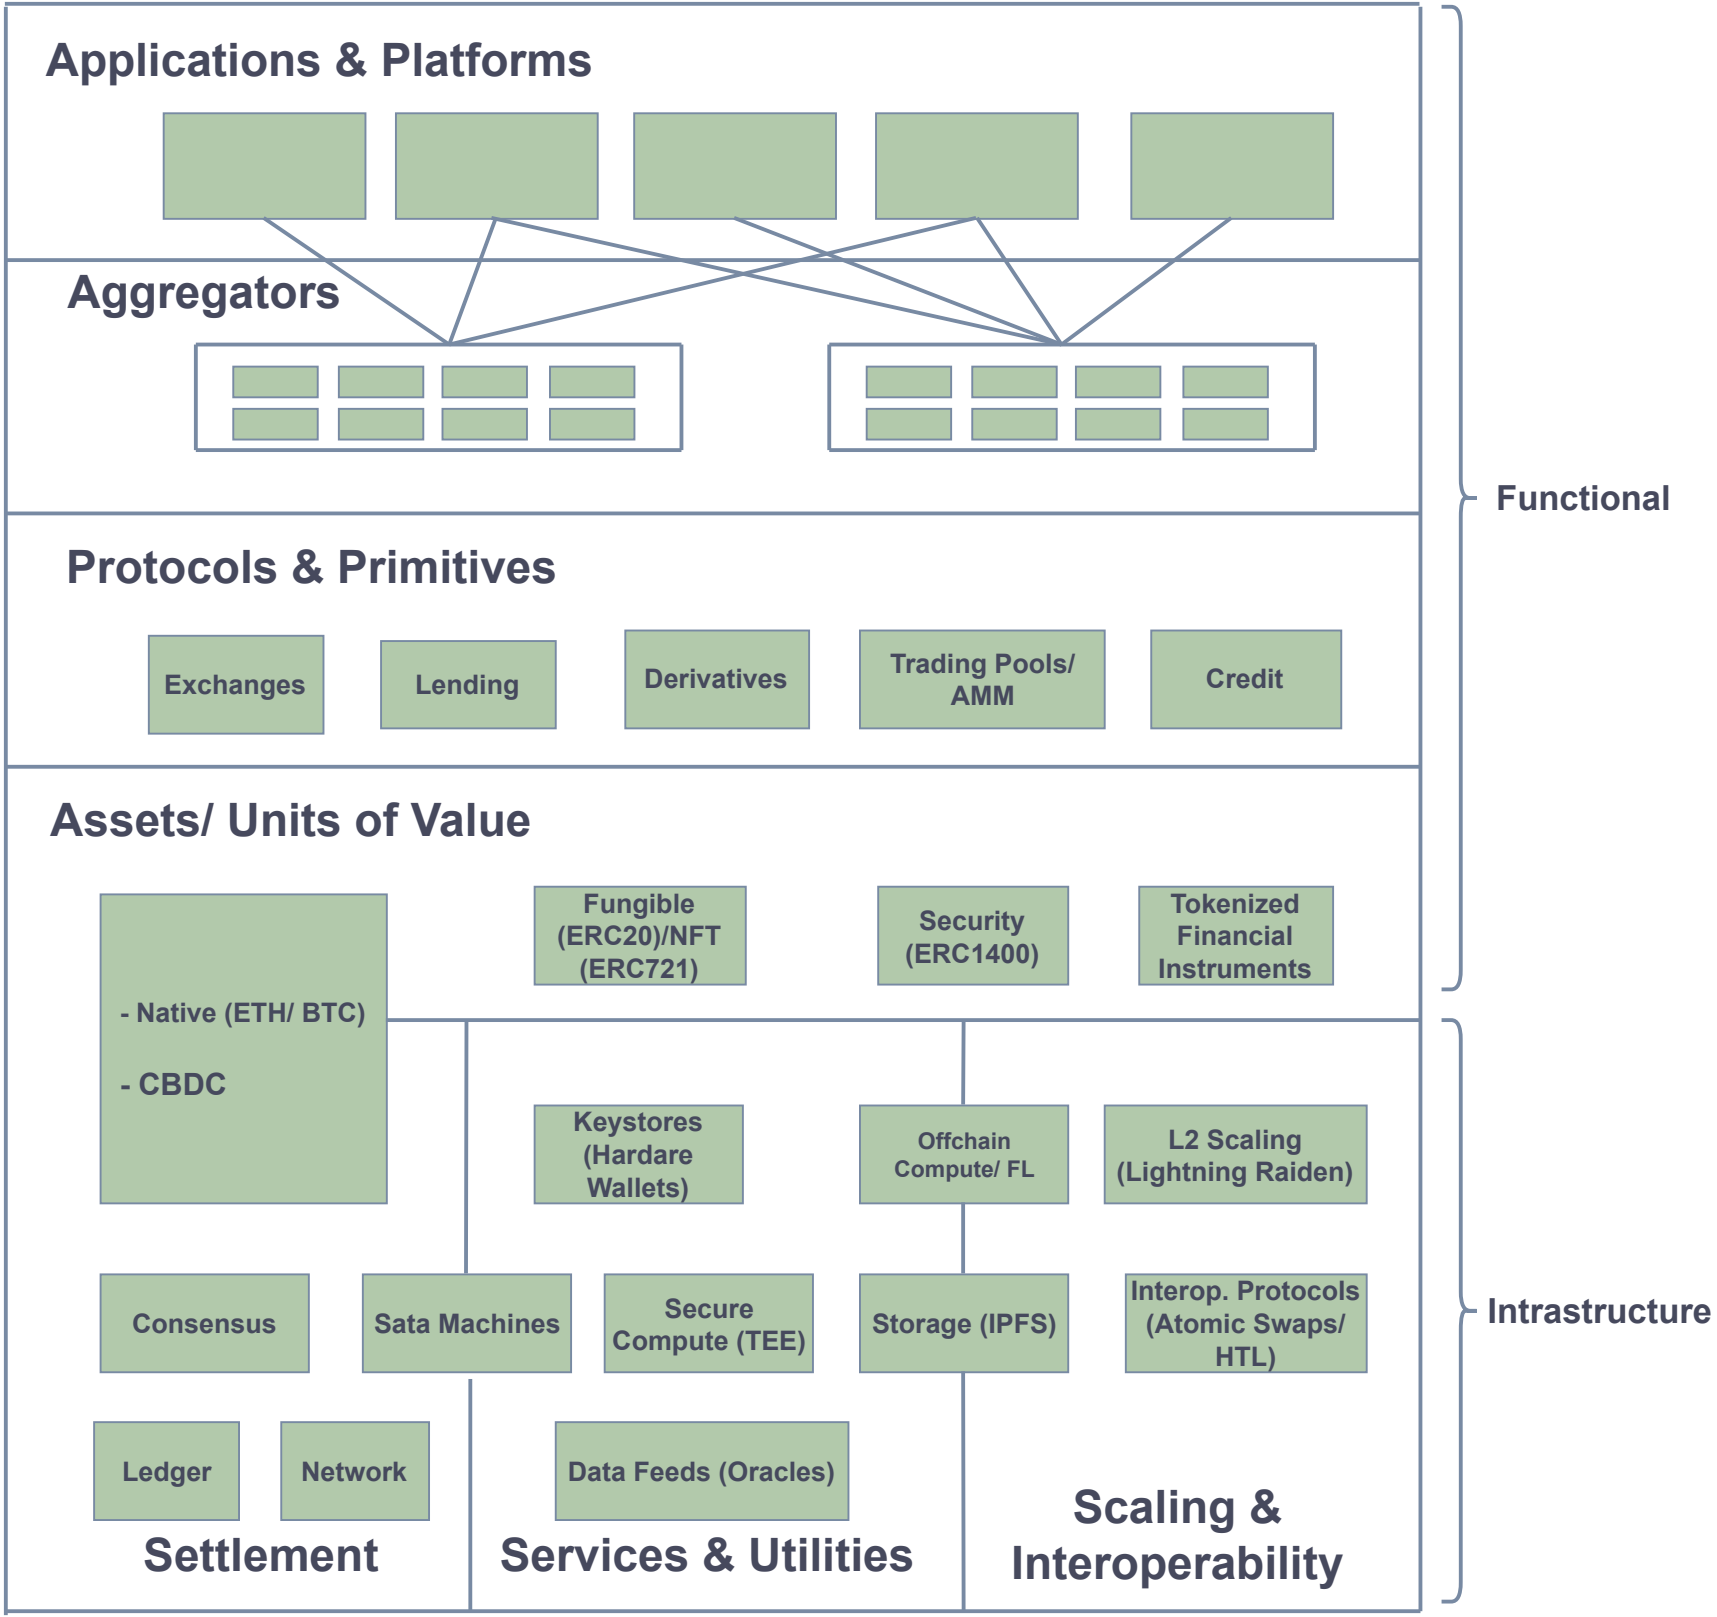 Applications & Platforms
Aggregators
Functional
Protocols & Primitives
Exchanges
Lending
Derivatives
Trading Pools/
AMM
Credit
Assets/ Units of Value
- Native (ETH/ BTC)
- CBDC
Fungible
(ERC20)/NFT
(ERC721)
Security
(ERC1400)
Tokenized
Financial
Instruments
Keystores
(Hardare
Wallets)
Offchain
Compute/ FL
L2 Scaling
(Lightning Raiden)
Consensus
Sata Machines
Secure
Compute (TEE)
Storage (IPFS)
Interop. Protocols
(Atomic Swaps/
HTL)
Intrastructure
Ledger
Network
Data Feeds (Oracles)
Settlement
Services & Utilities
Scaling &
Interoperability